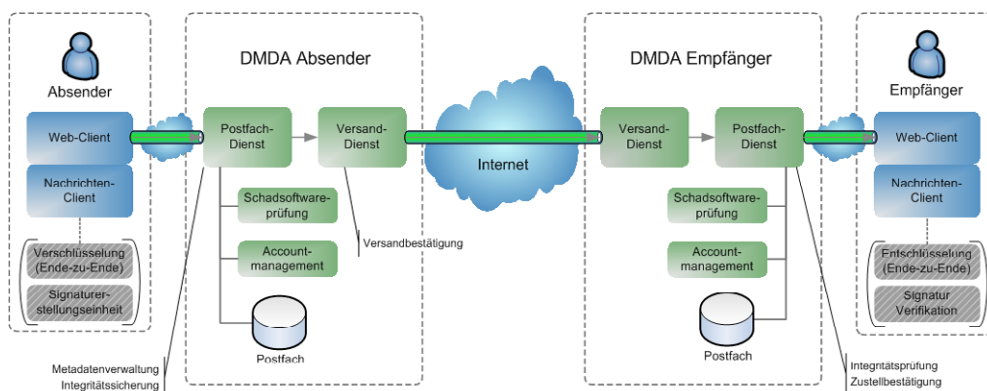 Absender
Web-Client
Nachrichten-
Client
Verschlüsselung
(Ende-zu-Ende)
Signaturer-
stellungseinheit
Metadatenverwaltung
Integritätssicherung
DMDA Absender
Postfach-
Dienst
Versand-
Dienst
Schadsoftware-
prüfung
Account-
management
Postfach
Versandbestätigung
Internet
DMDA Empfänger
Versand-
Dienst
Postfach-
Dienst
Schadsoftware-
prüfung
Account-
management
Postfach
Integritätsprüfung
Zustellbestätigung
Empfänger
Web-Client
Nachrichten-
Client
Entschlüsselung
(Ende-zu-Ende)
Signatur
Verifikation